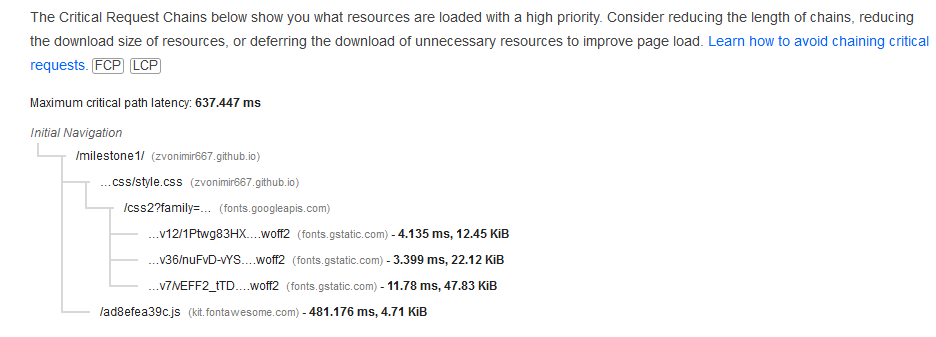 The Critical Request Chains below show you what resources are loaded with a high priority. Consider reducing the length of chains, reducing
the download size of resources, or deferring the download of unnecessary resources to improve page load. Learn how to avoid chaining critical
requests. FCP LCP
Maximum critical path latency: 637.447 ms
Initial Navigation
/milestone1/ (zvonimir667.github.io)
…css/style.css (zvonimir667.github.io)
/css2?family=… (fonts.googleapis.com)
…v12/1Ptwg83HX….woff2 (fonts.gstatic.com) - 4.135 ms, 12.45 KiB
…v36/nuFvD-vYS….woff2 (fonts.gstatic.com) - 3.399 ms, 22.12 KiB
…v7/vEFF2_tTD….woff2 (fonts.gstatic.com) - 11.78 ms, 47.83 KiB
/ad8efea39c.js (kit.fontawesome.com) - 481.176 ms, 4.71 KiB